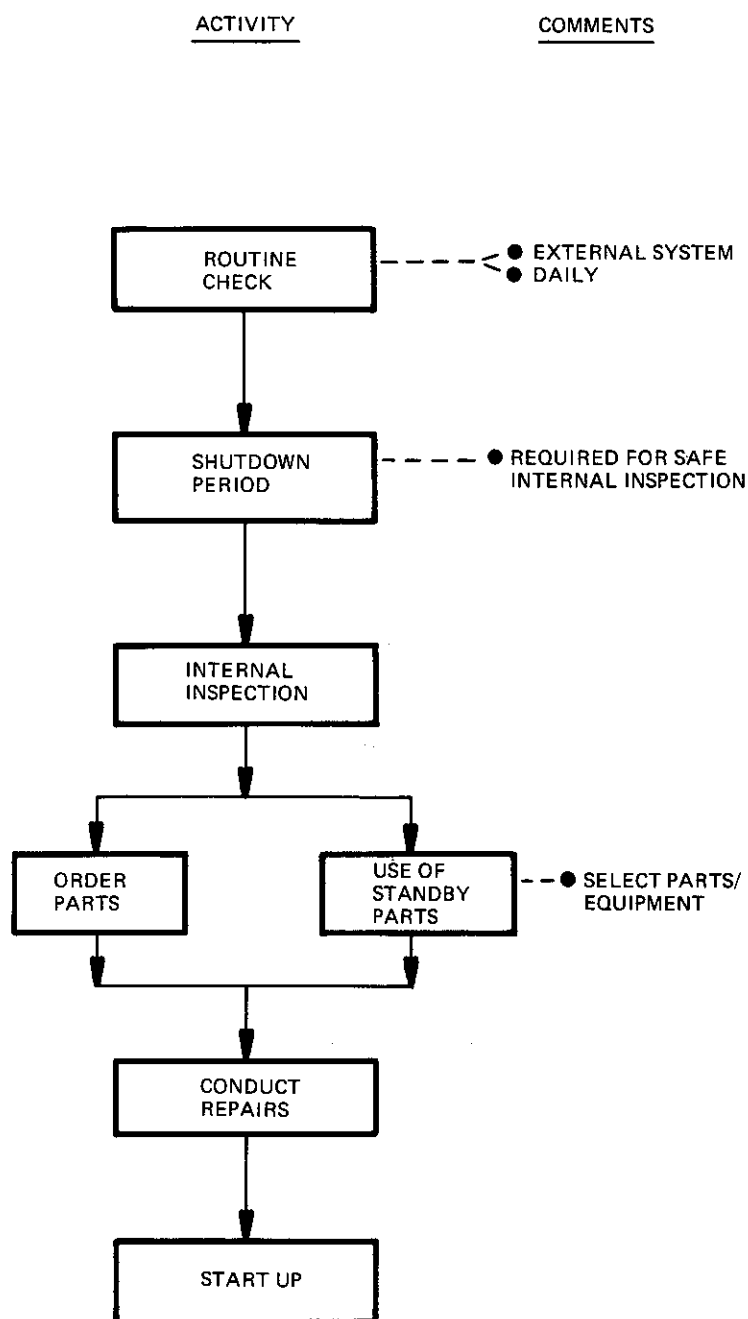 ACTIVITY
COMMENTS
ROUTINE
CHECK
● EXTERNAL SYSTEM
● DAILY
SHUTDOWN
PERIOD
● REQUIRED FOR SAFE
INTERNAL INSPECTION
INTERNAL
INSPECTION
ORDER
PARTS
USE OF
STANDBY
PARTS
● SELECT PARTS/
EQUIPMENT
CONDUCT
REPAIRS
START UP